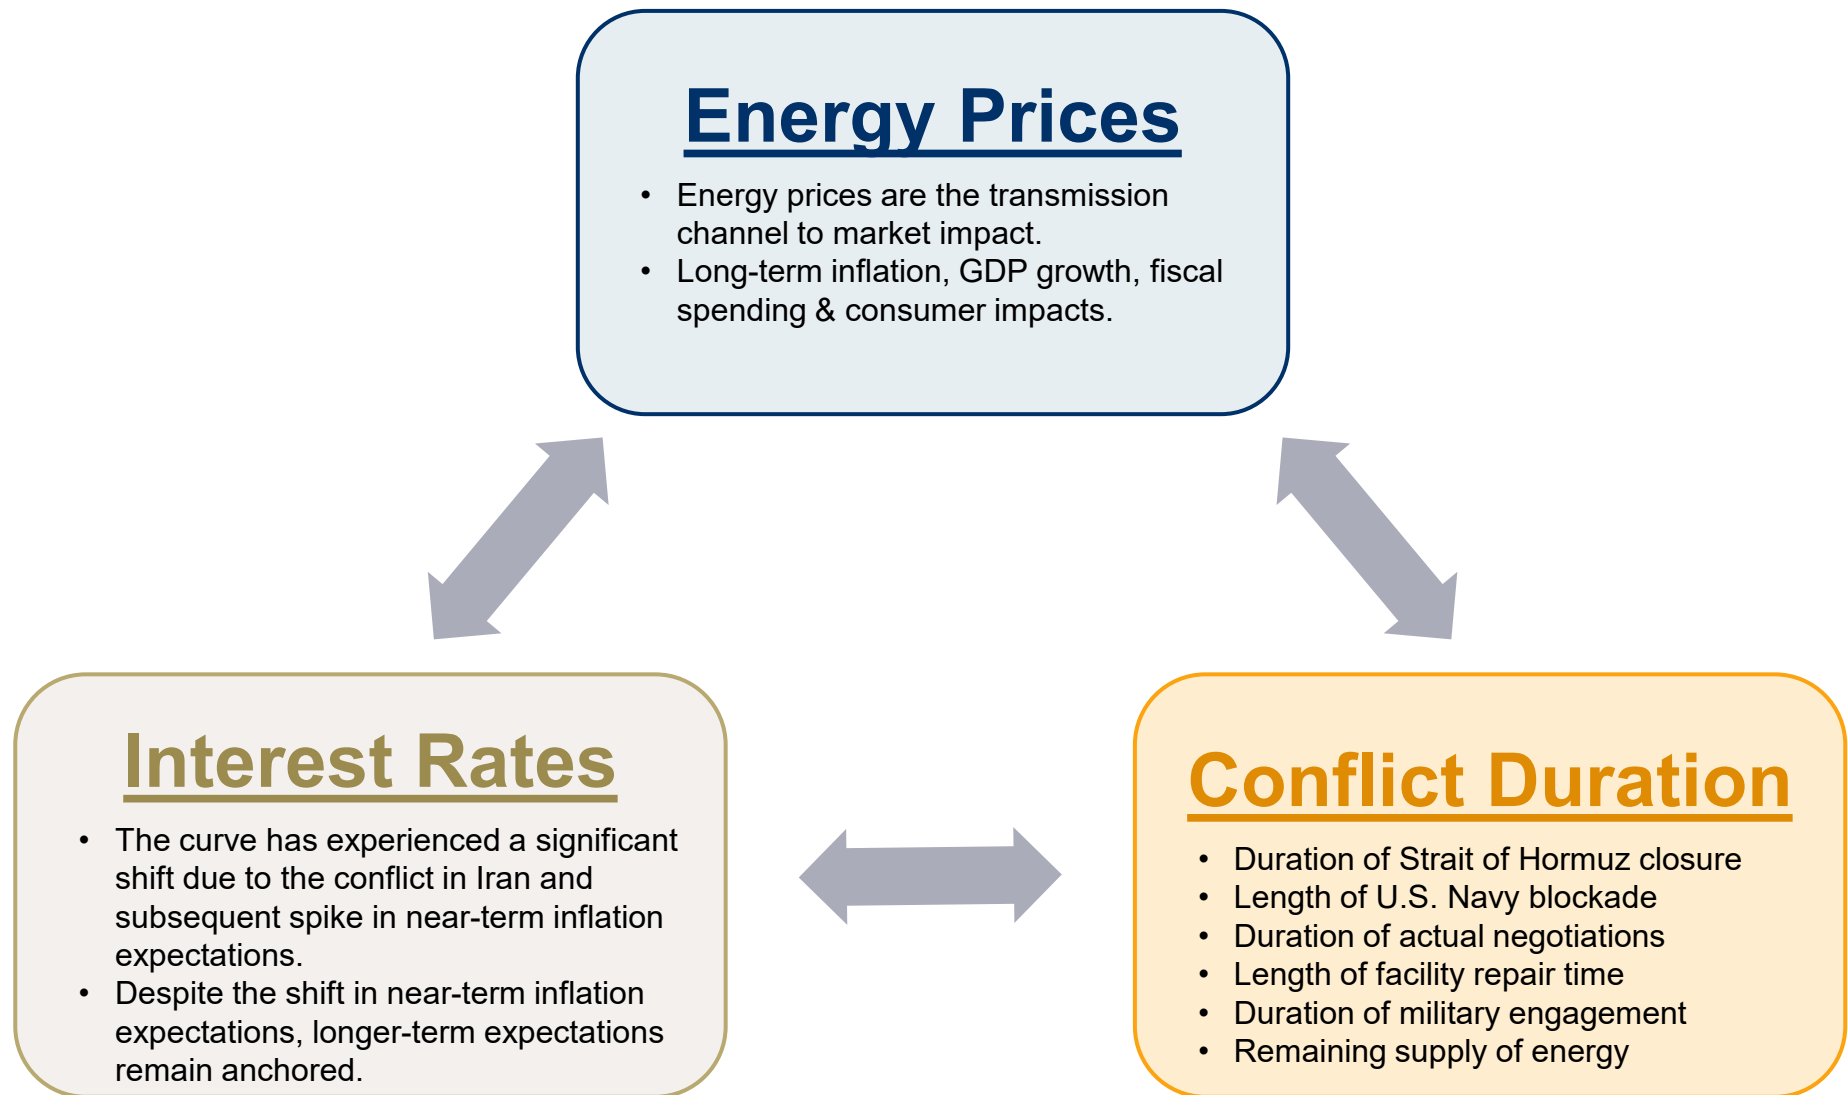 Energy Prices
• Energy prices are the transmission
channel to market impact.
• Long-term inflation, GDP growth, fiscal
spending & consumer impacts.
Interest Rates
• The curve has experienced a significant
shift due to the conflict in Iran and
subsequent spike in near-term inflation
expectations.
• Despite the shift in near-term inflation
expectations, longer-term expectations
remain anchored.
Conflict Duration
• Duration of Strait of Hormuz closure
• Length of U.S. Navy blockade
• Duration of actual negotiations
• Length of facility repair time
• Duration of military engagement
• Remaining supply of energy